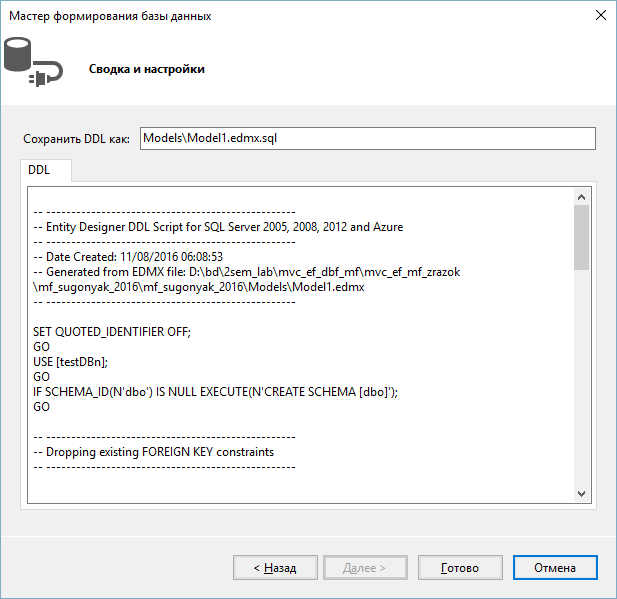 Мастер формирования базы данных
Сводка и настройки
Сохранить DDL как: Models\Model1.edmx.sql
DDL
-- --------------------------------------------------
-- Entity Designer DDL Script for SQL Server 2005, 2008, 2012 and Azure
-- --------------------------------------------------
-- Date Created: 11/08/2016 06:08:53
-- Generated from EDMX file: D:\bd\2sem_lab\mvc_ef_dbf_mf\mvc_ef_mf_zrazok
\mf_sugonyak_2016\mf_sugonyak_2016\Models\Model1.edmx
-- --------------------------------------------------
SET QUOTED_IDENTIFIER OFF;
GO
USE [testDBn];
GO
IF SCHEMA_ID(N'dbo') IS NULL EXECUTE(N'CREATE SCHEMA [dbo]');
GO
-- --------------------------------------------------
-- Dropping existing FOREIGN KEY constraints
-- --------------------------------------------------
< Назад Далее > Готово Отмена